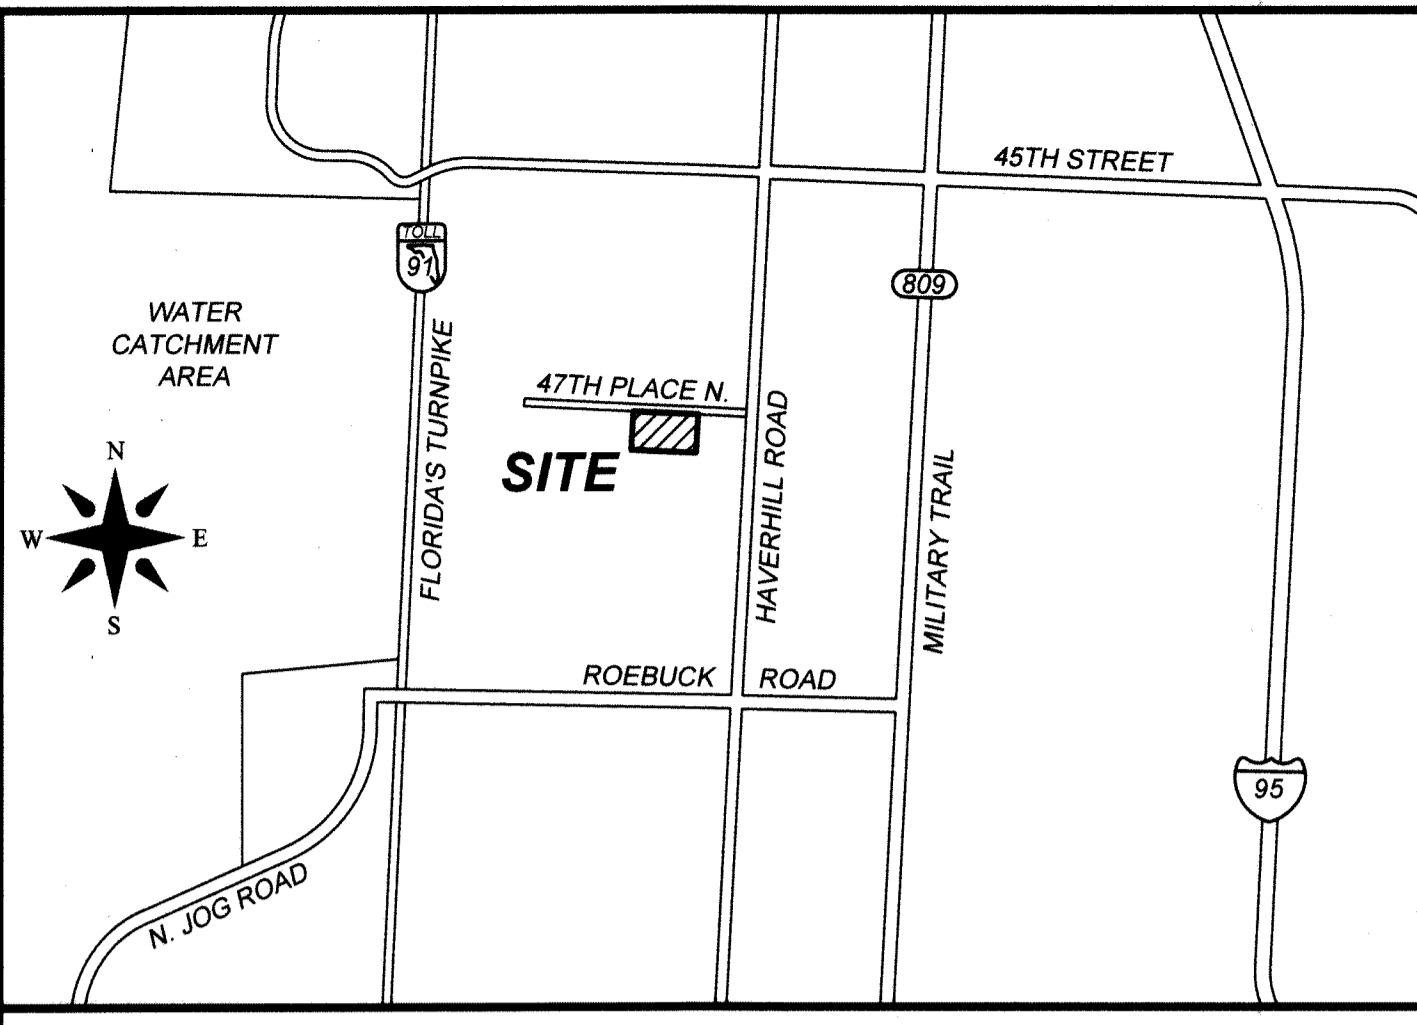 45TH STREET
TOLL
91
809
WATER
CATCHMENT
AREA
FLORIDA'S TURNPIKE
47TH PLACE N.
HAVERHILL ROAD
MILITARY TRAIL
SITE
N
W
E
S
ROEBUCK ROAD
95
N. JOG ROAD